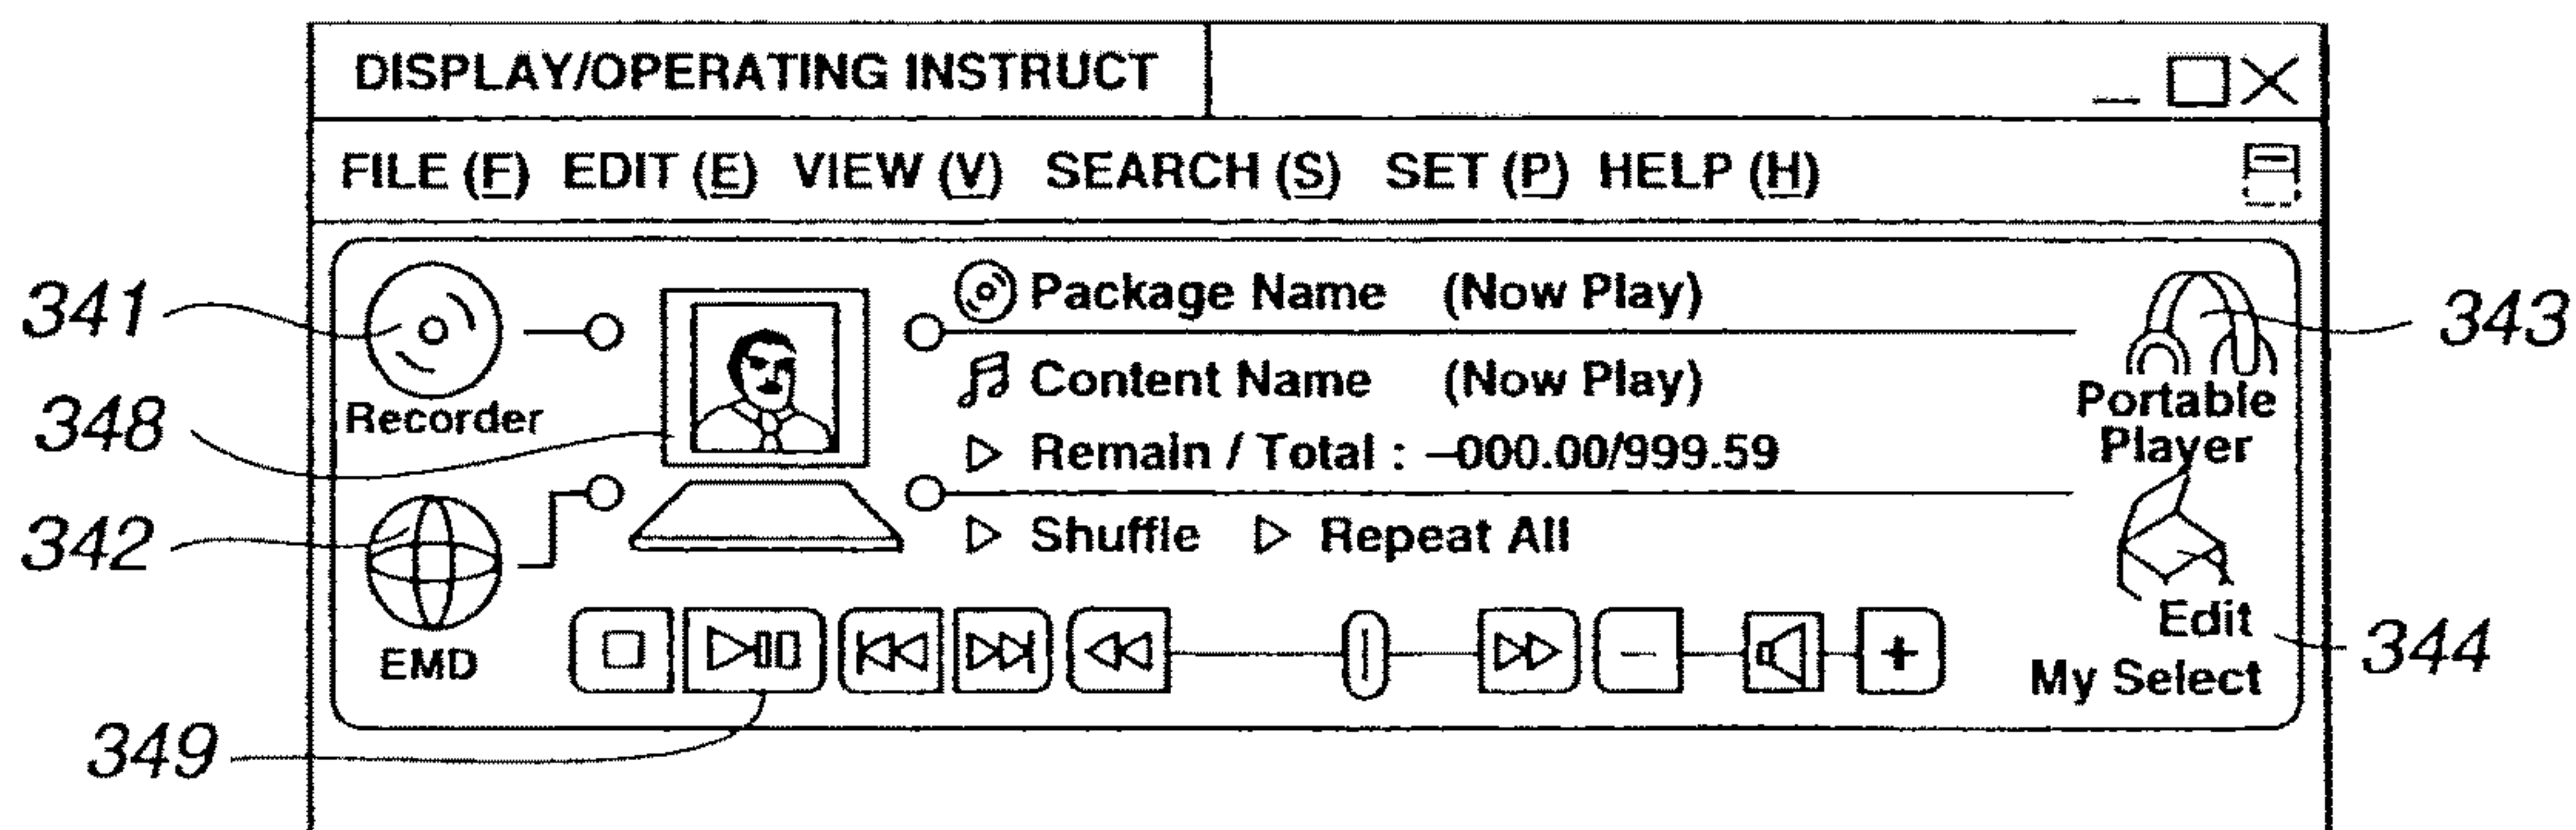 DISPLAY/OPERATING INSTRUCT
FILE (F) EDIT (E) VIEW (V) SEARCH (S) SET (P) HELP (H)
341
Package Name (Now Play)
343
Content Name (Now Play)
348
Recorder
Portable
Player
Remain / Total : –000.00/999.59
342
Shuffle Repeat All
EMD
Edit
344
My Select
349